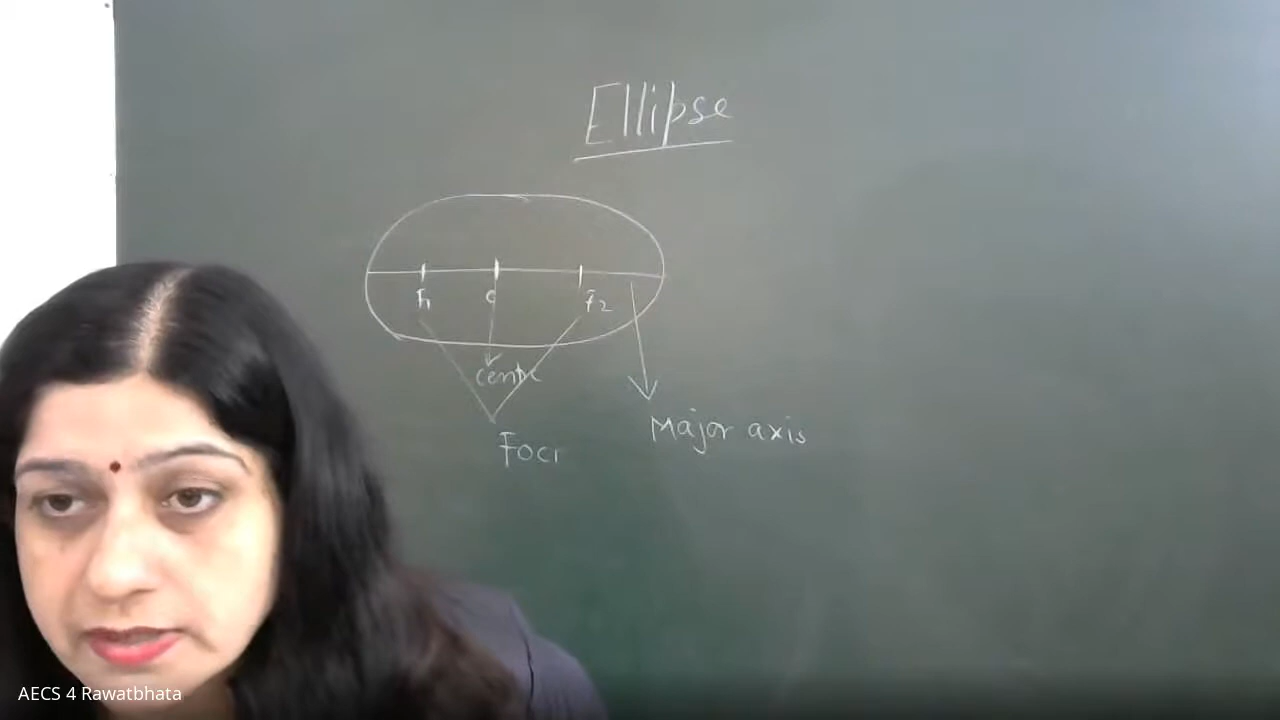 Ellipse
F1 C F2
Centre
Foci
Major axis
AECS 4 Rawatbhata